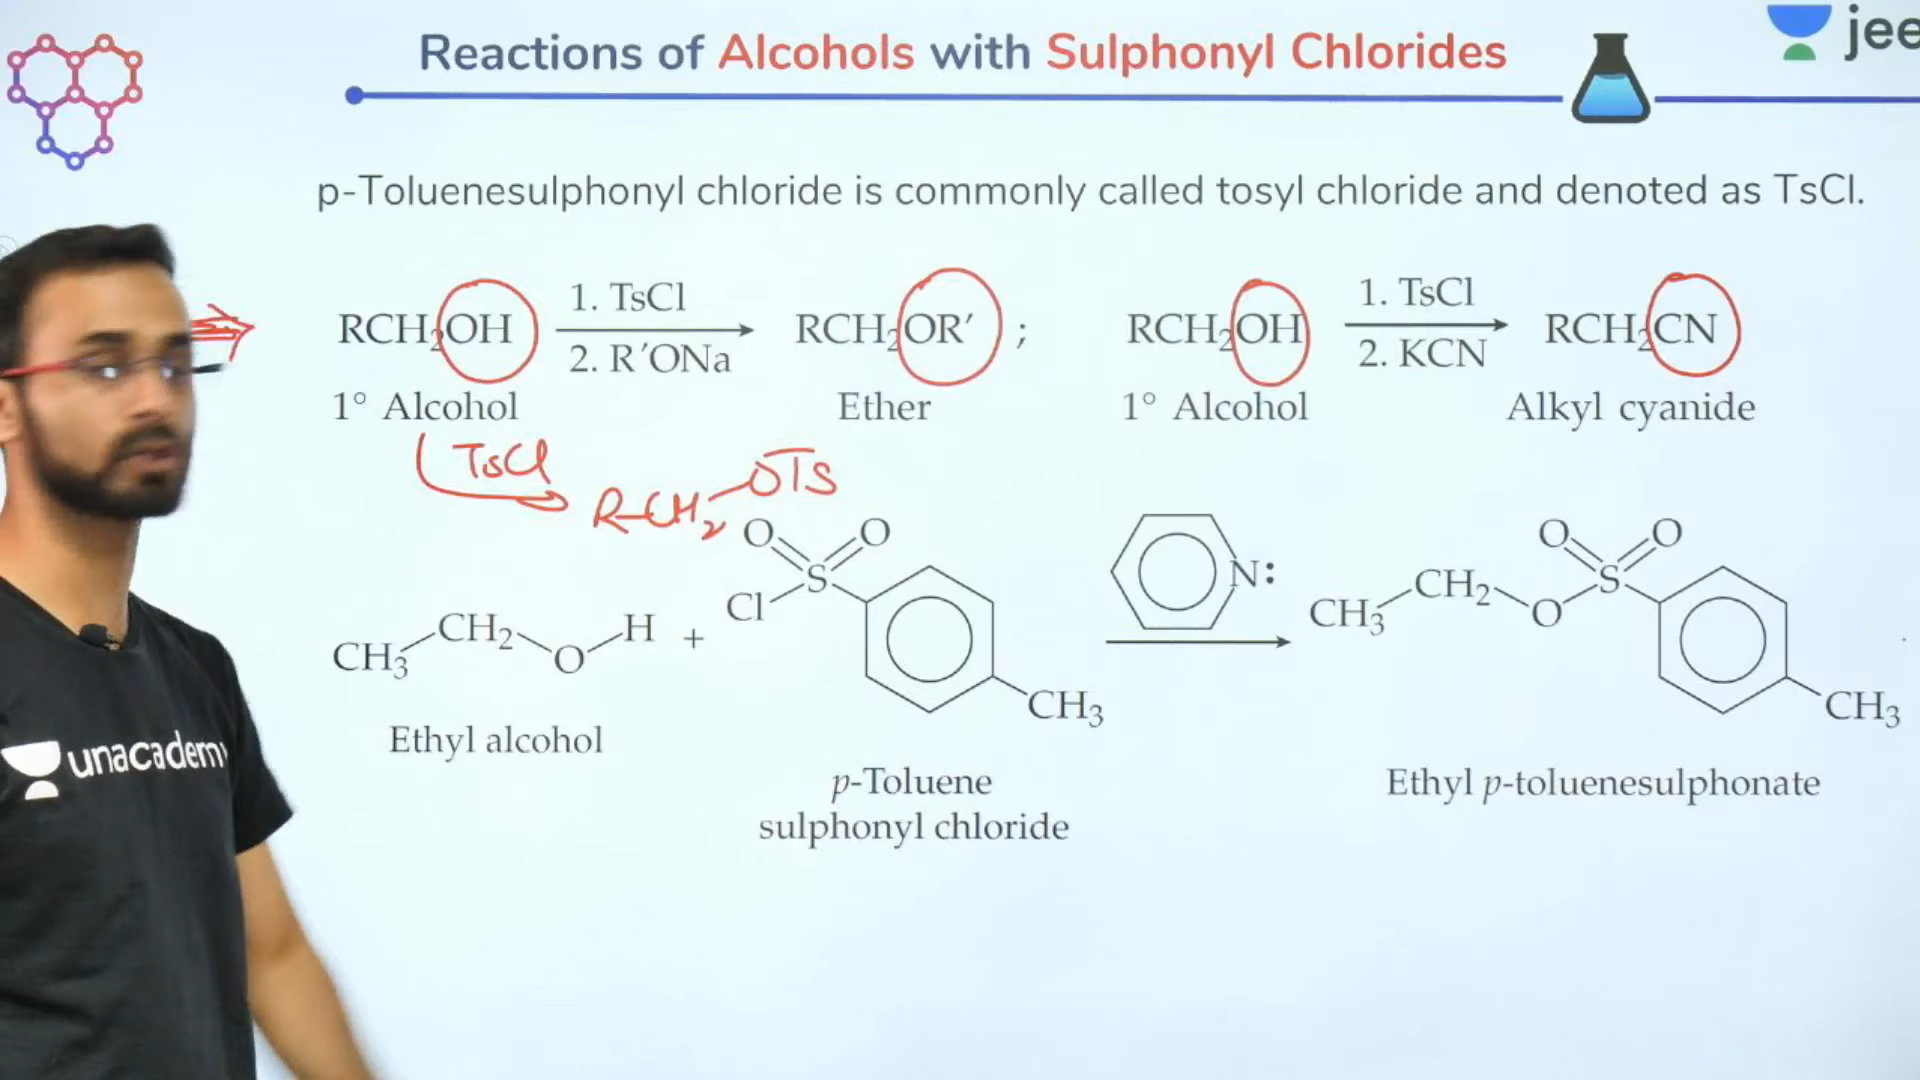 Reactions of Alcohols with Sulphonyl Chlorides
jee
p-Toluenesulphonyl chloride is commonly called tosyl chloride and denoted as TsCl.
RCH₂OH 1. TsCl 2. R′ONa RCH₂OR′ ; RCH₂OH 1. TsCl 2. KCN RCH₂CN
1° Alcohol Ether 1° Alcohol Alkyl cyanide
TsCl R-CH₂-OTS
CH₃ CH₂ O H + Cl S O O CH₃ N: CH₃ CH₂ O S O O CH₃
Ethyl alcohol
p-Toluene
sulphonyl chloride
Ethyl p-toluenesulphonate
unacademy